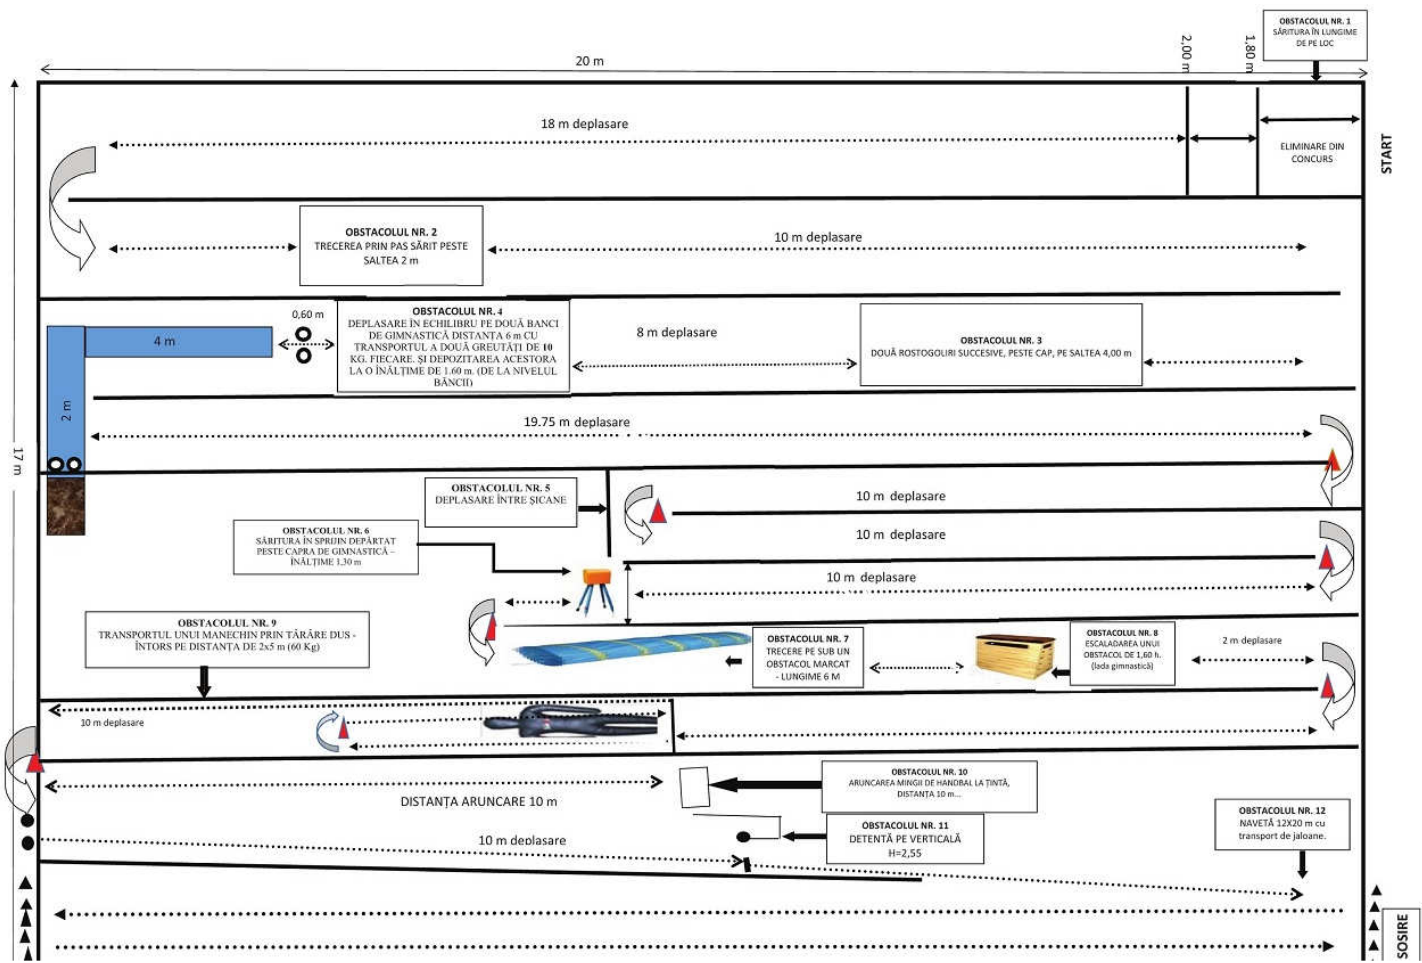 OBSTACOLUL NR. 1
SĂRITURA ÎN LUNGIME
DE PE LOC
20 m
2,00 m
1,80 m
18 m deplasare
ELIMINARE DIN
CONCURS
START
OBSTACOLUL NR. 2
TRECEREA PRIN PAS SĂRIT PESTE
SALTEA 2 m
10 m deplasare
4 m
0,60 m
OBSTACOLUL NR. 4
DEPLASARE ÎN ECHILIBRU PE DOUĂ BANCI
DE GIMNASTICĂ DISTANȚA 6 m CU
TRANSPORTUL A DOUĂ GREUTĂȚI DE 10
KG. FIECARE. ȘI DEPOZITAREA ACESTORA
LA O ÎNĂLȚIME DE 1.60 m. (DE LA NIVELUL
BĂNCII)
8 m deplasare
OBSTACOLUL NR. 3
DOUĂ ROSTOGOLIRI SUCCESIVE, PESTE CAP, PE SALTEA 4,00 m
2 m
19.75 m deplasare
17 m
OBSTACOLUL NR. 5
DEPLASARE ÎNTRE ȘICANE
10 m deplasare
OBSTACOLUL NR. 6
SĂRITURA ÎN SPRIJIN DEPĂRTAT
PESTE CAPRA DE GIMNASTICĂ –
ÎNĂLȚIME 1,30 m
10 m deplasare
10 m deplasare
OBSTACOLUL NR. 9
TRANSPORTUL UNUI MANECHIN PRIN TÂRÂRE DUS -
ÎNTORS PE DISTANȚA DE 2x5 m (60 Kg)
OBSTACOLUL NR. 7
TRECERE PE SUB UN
OBSTACOL MARCAT
- LUNGIME 6 M
OBSTACOLUL NR. 8
ESCALADAREA UNUI
OBSTACOL DE 1,60 h.
(lada gimnastică)
2 m deplasare
10 m deplasare
DISTANȚA ARUNCARE 10 m
OBSTACOLUL NR. 10
ARUNCAREA MINGII DE HANDBAL LA ȚINTĂ,
DISTANȚA 10 m...
OBSTACOLUL NR. 11
DETENTĂ PE VERTICALĂ
H=2,55
OBSTACOLUL NR. 12
NAVETĂ 12X20 m cu
transport de jaloane.
10 m deplasare
SOSIRE